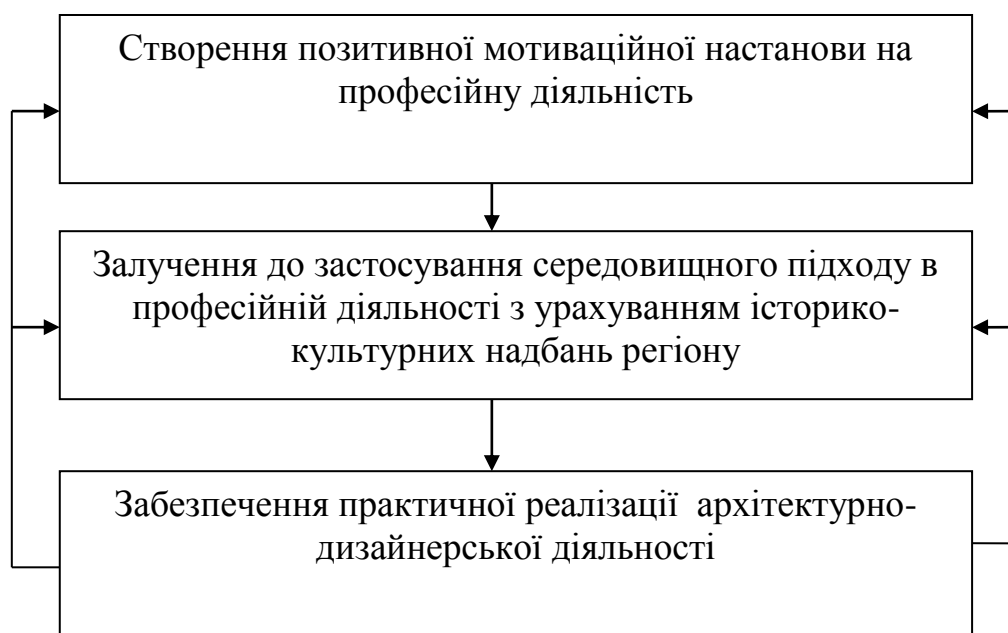 Створення позитивної мотиваційної настанови на
професійну діяльність
Залучення до застосування середовищного підходу в
професійній діяльності з урахуванням історико-
культурних надбань регіону
Забезпечення практичної реалізації  архітектурно-
дизайнерської діяльності